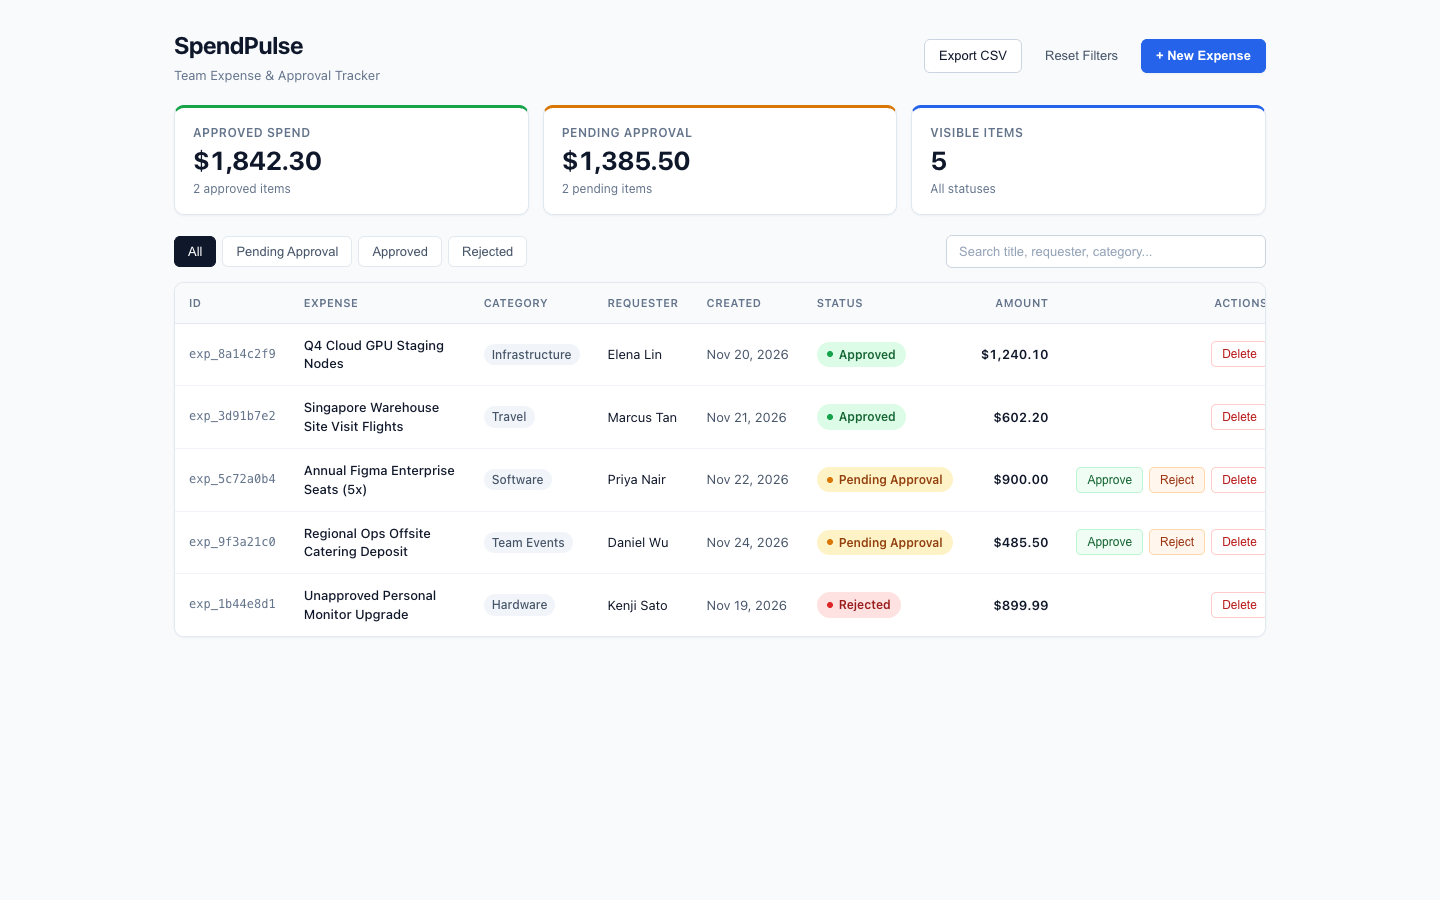 SpendPulse
Team Expense & Approval Tracker
Export CSV
Reset Filters
+ New Expense
APPROVED SPEND
$1,842.30
2 approved items
PENDING APPROVAL
$1,385.50
2 pending items
VISIBLE ITEMS
5
All statuses
All
Pending Approval
Approved
Rejected
Search title, requester, category...
ID EXPENSE CATEGORY REQUESTER CREATED STATUS AMOUNT ACTIONS
exp_8a14c2f9
Q4 Cloud GPU Staging
Nodes
Infrastructure
Elena Lin
Nov 20, 2026
Approved
$1,240.10
Delete
exp_3d91b7e2
Singapore Warehouse
Site Visit Flights
Travel
Marcus Tan
Nov 21, 2026
Approved
$602.20
Delete
exp_5c72a0b4
Annual Figma Enterprise
Seats (5x)
Software
Priya Nair
Nov 22, 2026
Pending Approval
$900.00
Approve
Reject
Delete
exp_9f3a21c0
Regional Ops Offsite
Catering Deposit
Team Events
Daniel Wu
Nov 24, 2026
Pending Approval
$485.50
Approve
Reject
Delete
exp_1b44e8d1
Unapproved Personal
Monitor Upgrade
Hardware
Kenji Sato
Nov 19, 2026
Rejected
$899.99
Delete